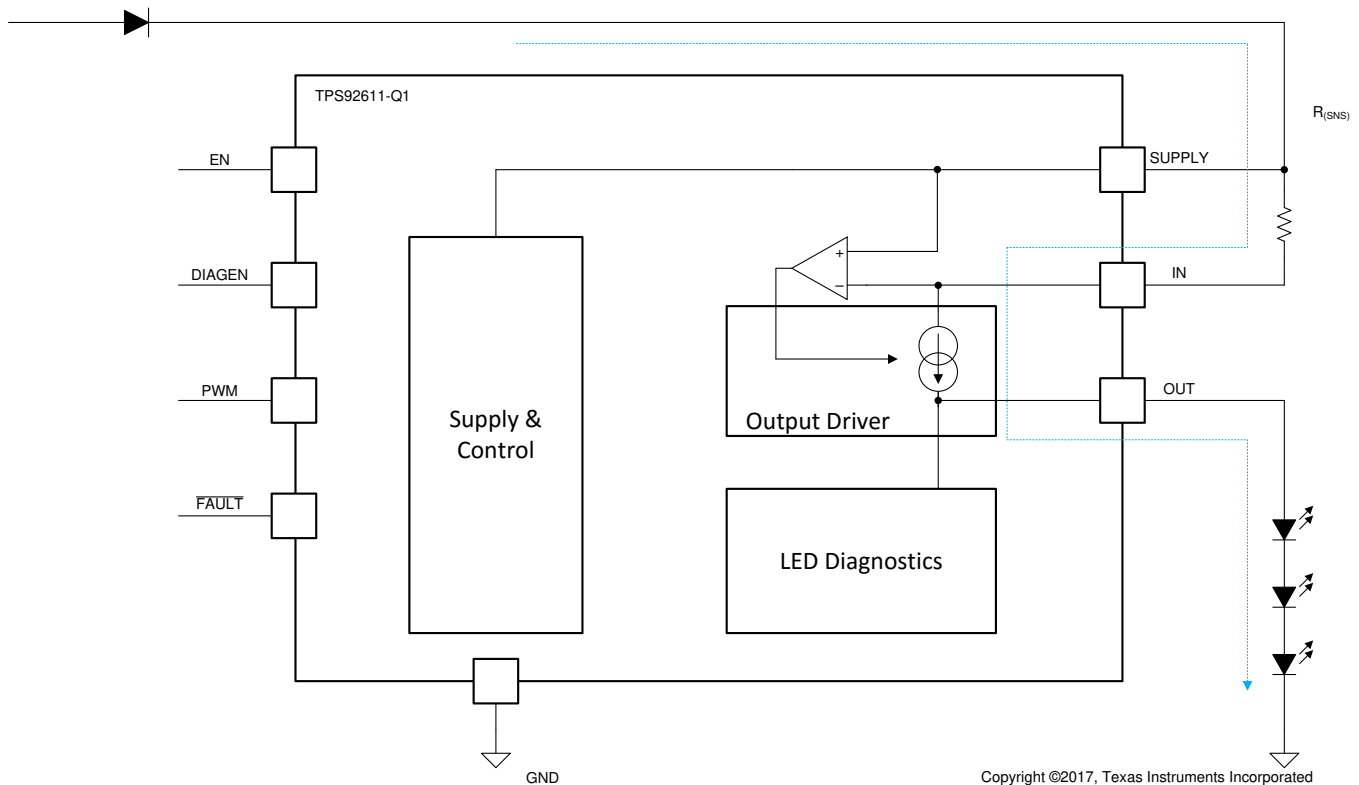 TPS92611-Q1
R(SNS)
EN
SUPPLY
DIAGEN
IN
+
–
PWM
OUT
Output Driver
Supply &
Control
FAULT
LED Diagnostics
GND
Copyright ©2017, Texas Instruments Incorporated